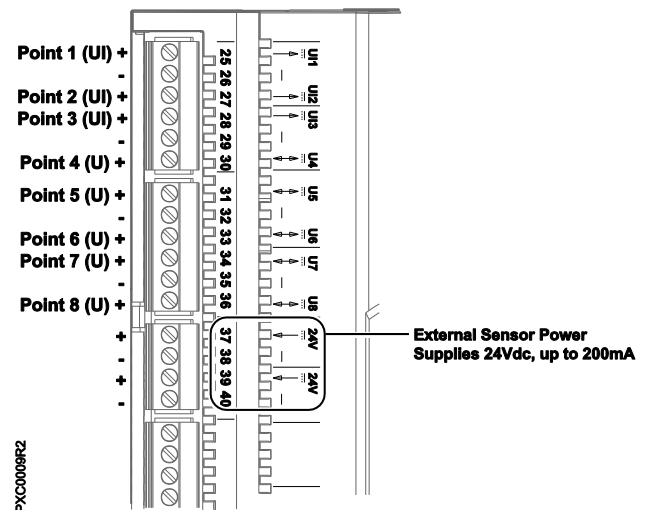 Point 1 (UI) + 25 UI1
- 26
Point 2 (UI) + 27 UI2
Point 3 (UI) + 28 UI3
- 29
Point 4 (U) + 30 U4
Point 5 (U) + 31 U5
- 32
Point 6 (U) + 33 U6
Point 7 (U) + 34 U7
- 35
Point 8 (U) + 36 U8
+ 37 24V
- 38
+ 39 24V
- 40
External Sensor Power
Supplies 24Vdc, up to 200mA
PXC0009R2